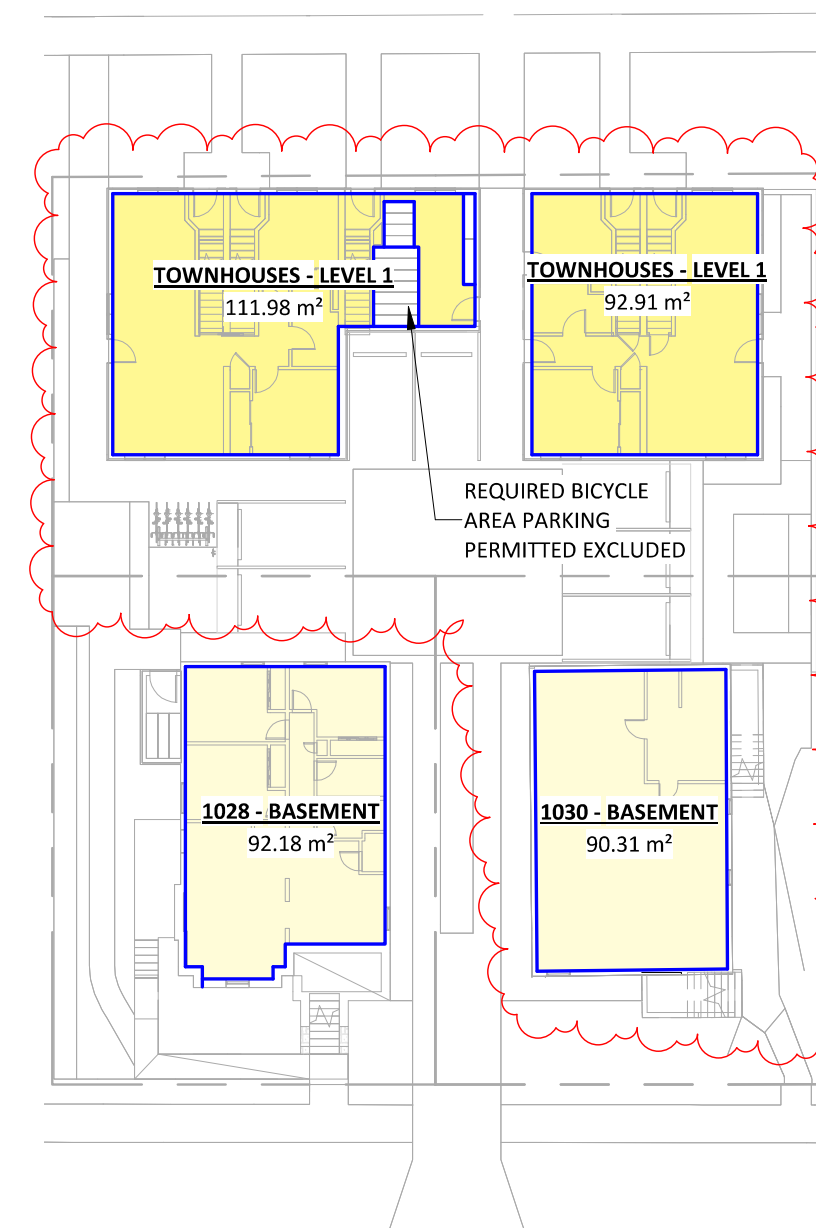 TOWNHOUSES - LEVEL 1
111.98 m²
TOWNHOUSES - LEVEL 1
92.91 m²
REQUIRED BICYCLE
AREA PARKING
PERMITTED EXCLUDED
1028 - BASEMENT
92.18 m²
1030 - BASEMENT
90.31 m²